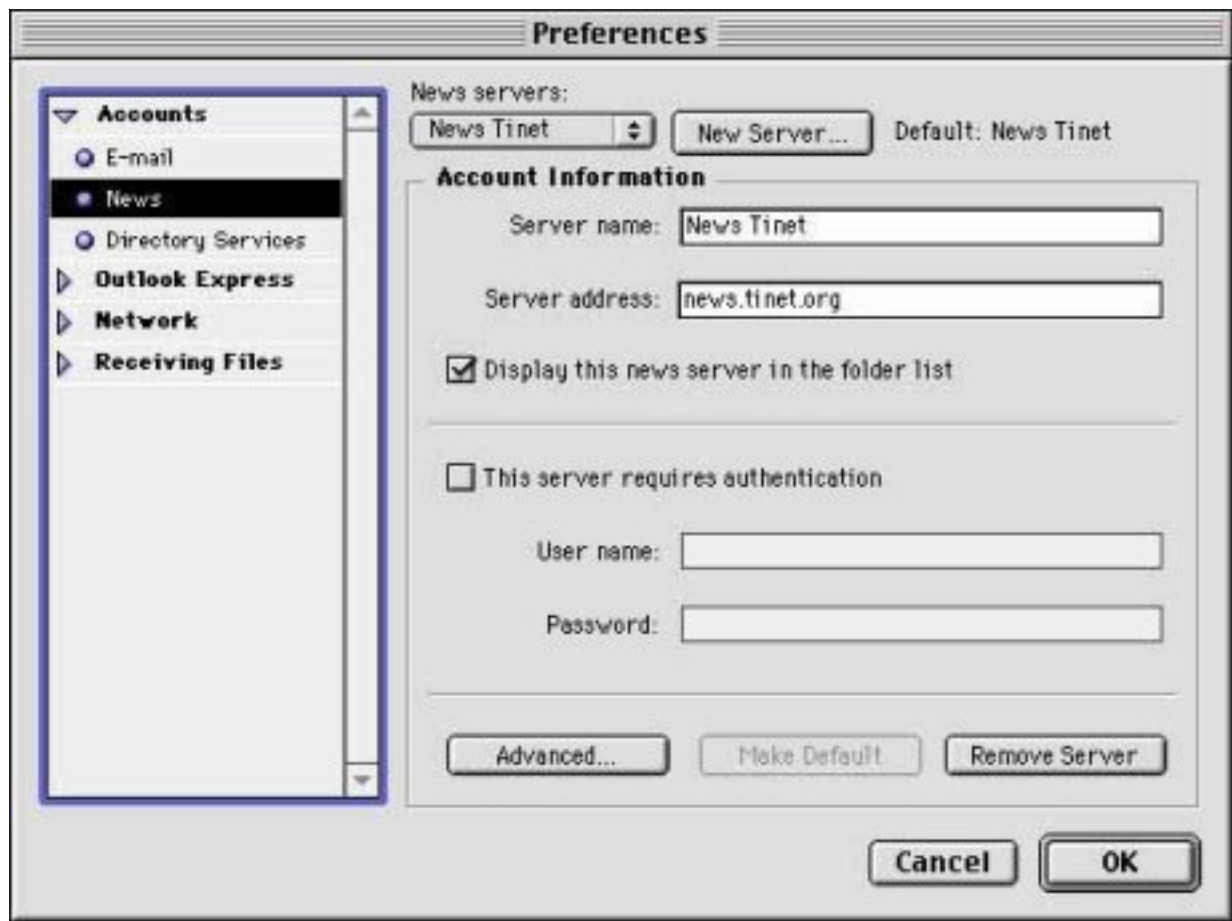 Preferences
Accounts
E-mail
News
Directory Services
Outlook Express
Network
Receiving Files
News servers:
News Tinet
New Server...
Default: News Tinet
Account Information
Server name: News Tinet
Server address: news.tinet.org
Display this news server in the folder list
This server requires authentication
User name:
Password:
Advanced...
Make Default
Remove Server
Cancel
OK